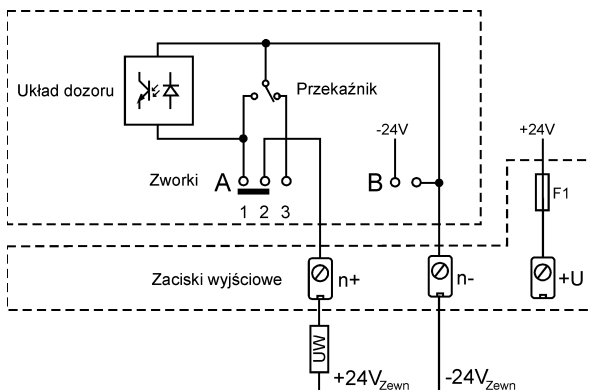 Układ dozoru
Przekaźnik
-24V
+24V
Zworki
A
B
F1
1 2 3
Zaciski wyjściowe
n+
n-
+U
UW
+24VZewn
-24VZewn